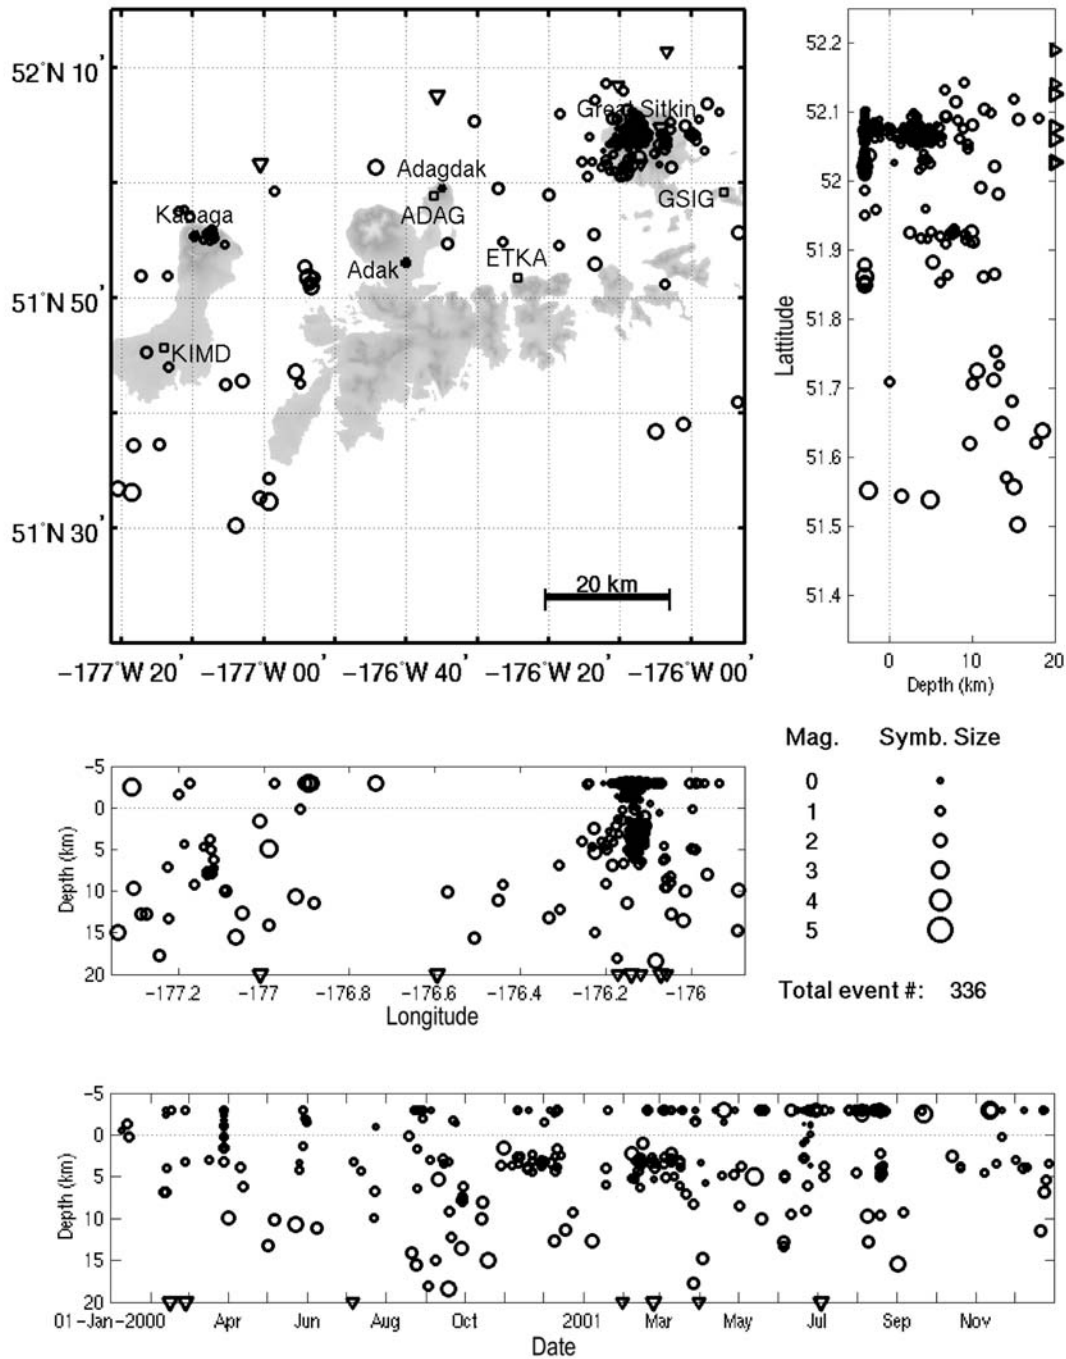 52°N 10'
51°N 50'
51°N 30'
Great Sitkin
Adagdak
ADAG
GSIG
Kanaga
Adak
ETKA
KIMD
20 km
-177°W 20' -177°W 00' -176°W 40' -176°W 20' -176°W 00'
52.2
52.1
52
51.9
51.8
51.7
51.6
51.5
51.4
Lattitude
0 10 20
Depth (km)
Mag. Symb. Size
0
1
2
3
4
5
Total event #: 336
-5
0
5
10
15
20
Depth (km)
-177.2 -177 -176.8 -176.6 -176.4 -176.2 -176
Longitude
-5
0
5
10
15
20
Depth (km)
01-Jan-2000 Apr Jun Aug Oct 2001 Mar May Jul Sep Nov
Date